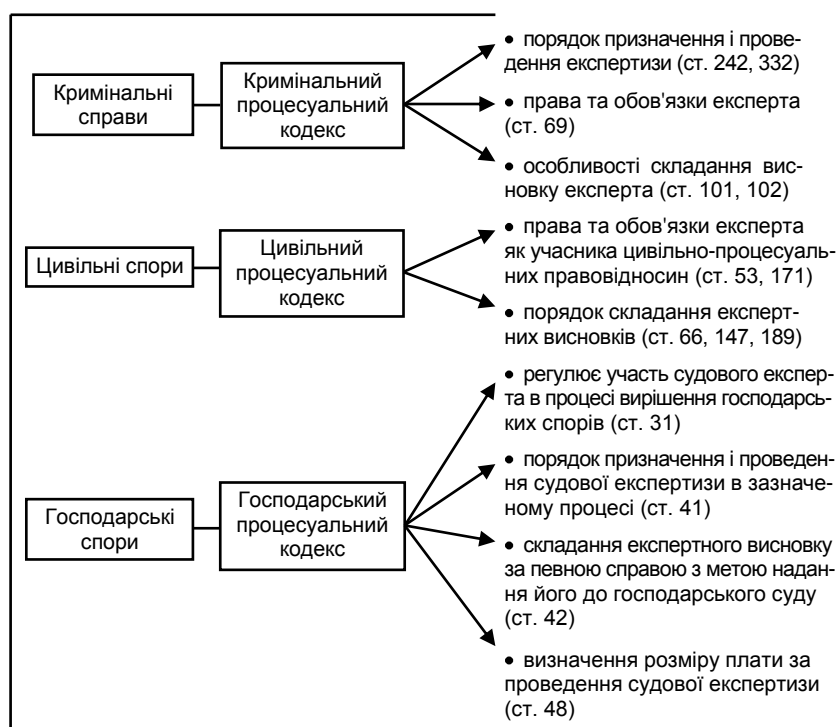 Кримінальні
справи
Кримінальний
процесуальний
кодекс
• порядок призначення і прове-
дення експертизи (ст. 242, 332)
• права та обов'язки експерта
(ст. 69)
• особливості складання вис-
новку експерта (ст. 101, 102)
Цивільні спори
Цивільний
процесуальний
кодекс
• права та обов'язки експерта
як учасника цивільно-процесуаль-
них правовідносин (ст. 53, 171)
• порядок складання експерт-
них висновків (ст. 66, 147, 189)
Господарські
спори
Господарський
процесуальний
кодекс
• регулює участь судового експер-
та в процесі вирішення господарсь-
ких спорів (ст. 31)
• порядок призначення і проведен-
ня судової експертизи в зазначе-
ному процесі (ст. 41)
• складання експертного висновку
за певною справою з метою надан-
ня його до господарського суду
(ст. 42)
• визначення розміру плати за
проведення судової експертизи
(ст. 48)